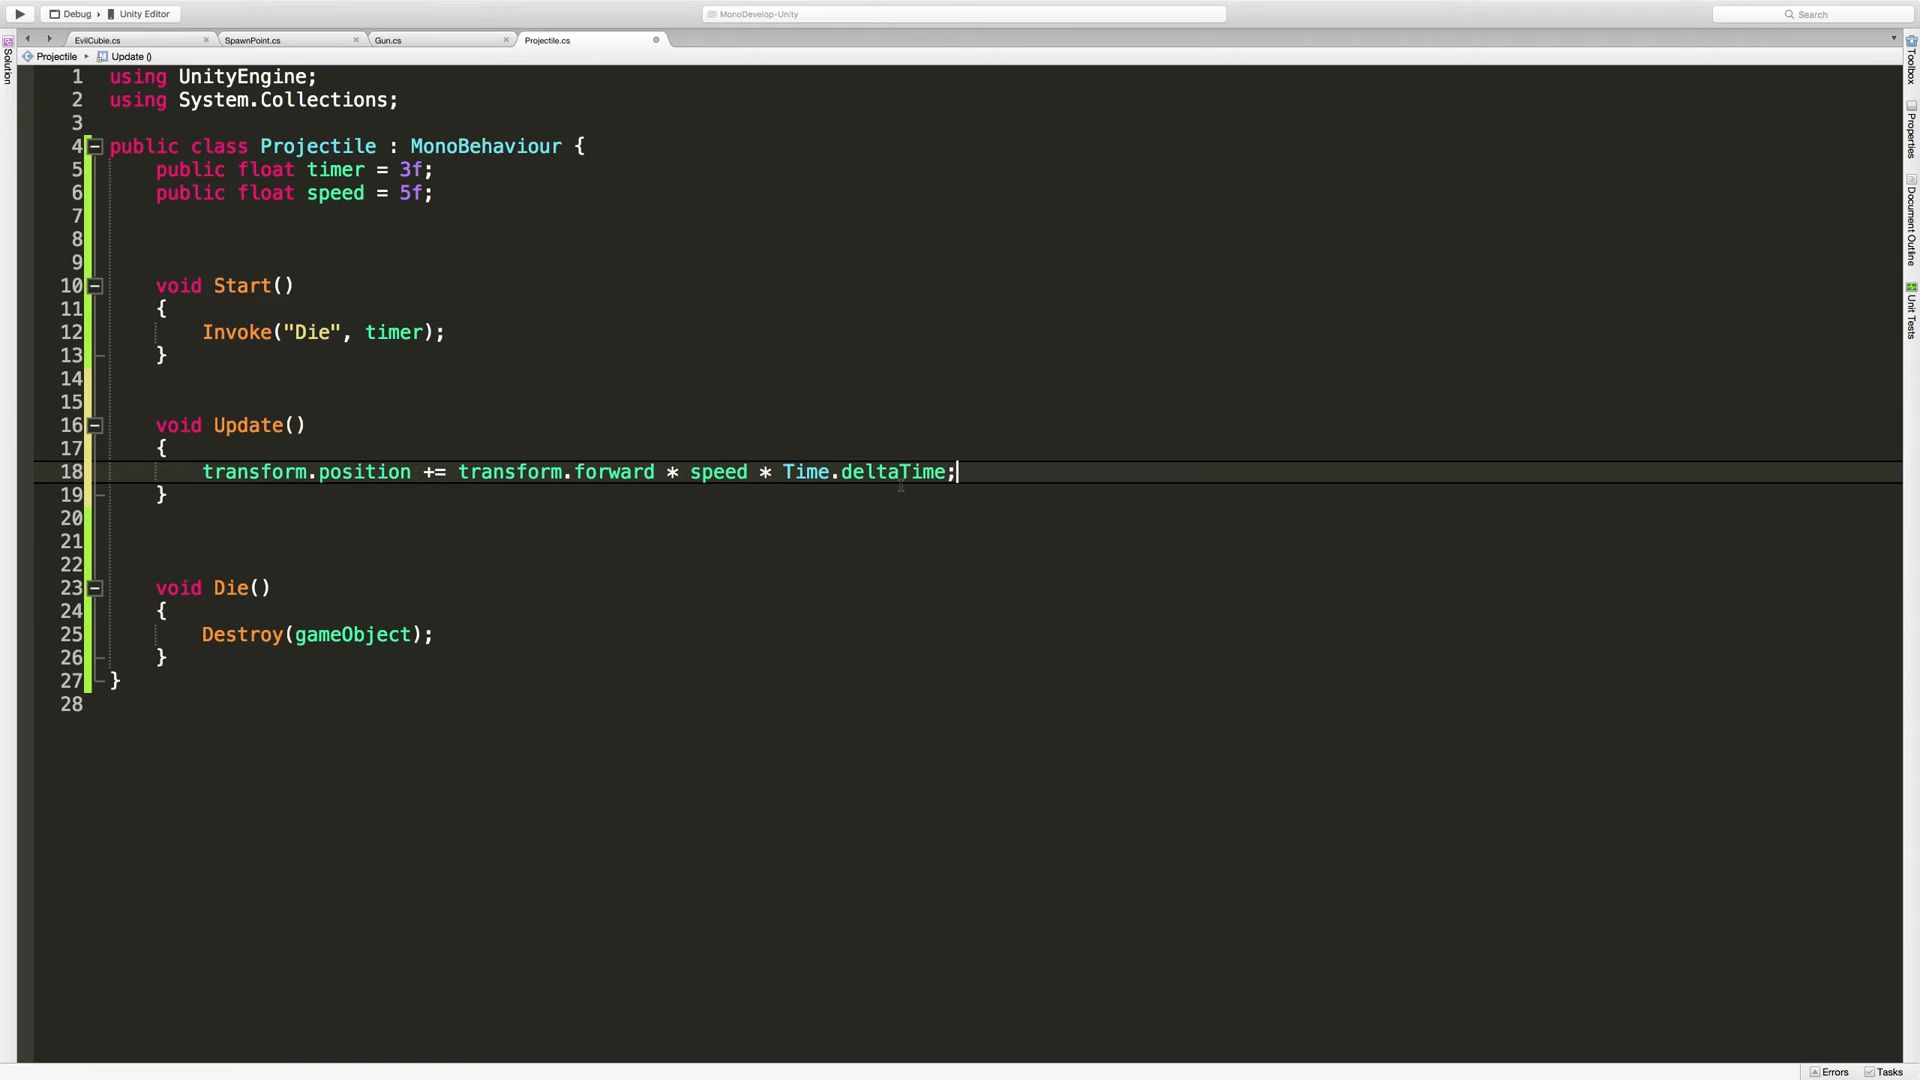 Debug › Unity Editor
MonoDevelop-Unity
Search
EvilCubie.cs
SpawnPoint.cs
Gun.cs
Projectile.cs
Projectile ▸ Update ()
Solution
Toolbox
Properties
Document Outline
Unit Tests
1 using UnityEngine;
2 using System.Collections;
3
4 public class Projectile : MonoBehaviour {
5 public float timer = 3f;
6 public float speed = 5f;
7
8
9
10 void Start()
11 {
12 Invoke("Die", timer);
13 }
14
15
16 void Update()
17 {
18 transform.position += transform.forward * speed * Time.deltaTime;
19 }
20
21
22
23 void Die()
24 {
25 Destroy(gameObject);
26 }
27 }
28
Errors
Tasks